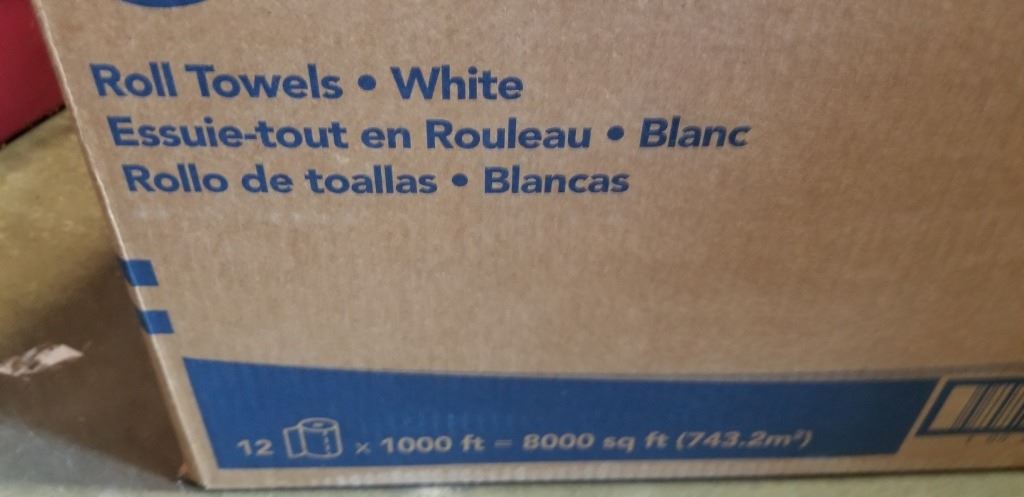 Roll Towels • White
Essuie-tout en Rouleau • Blanc
Rollo de toallas • Blancas
12 x 1000 ft = 8000 sq ft (743.2m²)